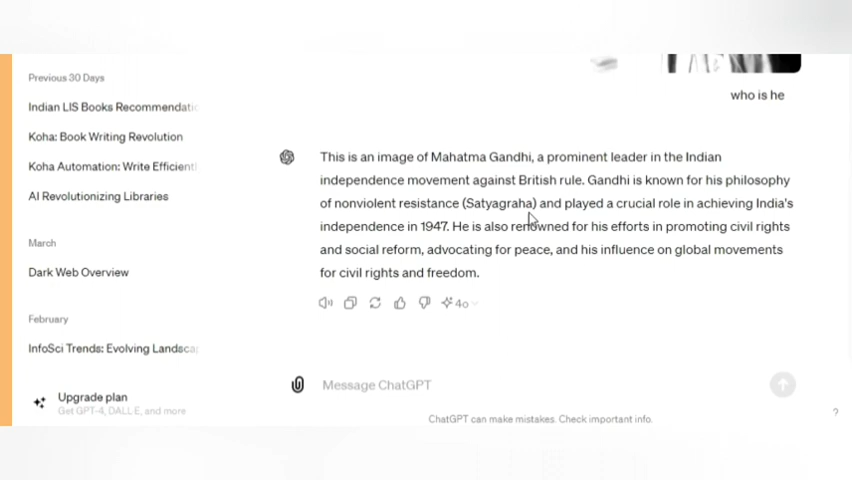 Previous 30 Days
Indian LIS Books Recommendatio
Koha: Book Writing Revolution
Koha Automation: Write Efficientl
AI Revolutionizing Libraries
March
Dark Web Overview
February
InfoSci Trends: Evolving Landsca
Upgrade plan
Get GPT-4, DALL·E, and more
who is he
This is an image of Mahatma Gandhi, a prominent leader in the Indian
independence movement against British rule. Gandhi is known for his philosophy
of nonviolent resistance (Satyagraha) and played a crucial role in achieving India's
independence in 1947. He is also renowned for his efforts in promoting civil rights
and social reform, advocating for peace, and his influence on global movements
for civil rights and freedom.
4o
Message ChatGPT
ChatGPT can make mistakes. Check important info.
?